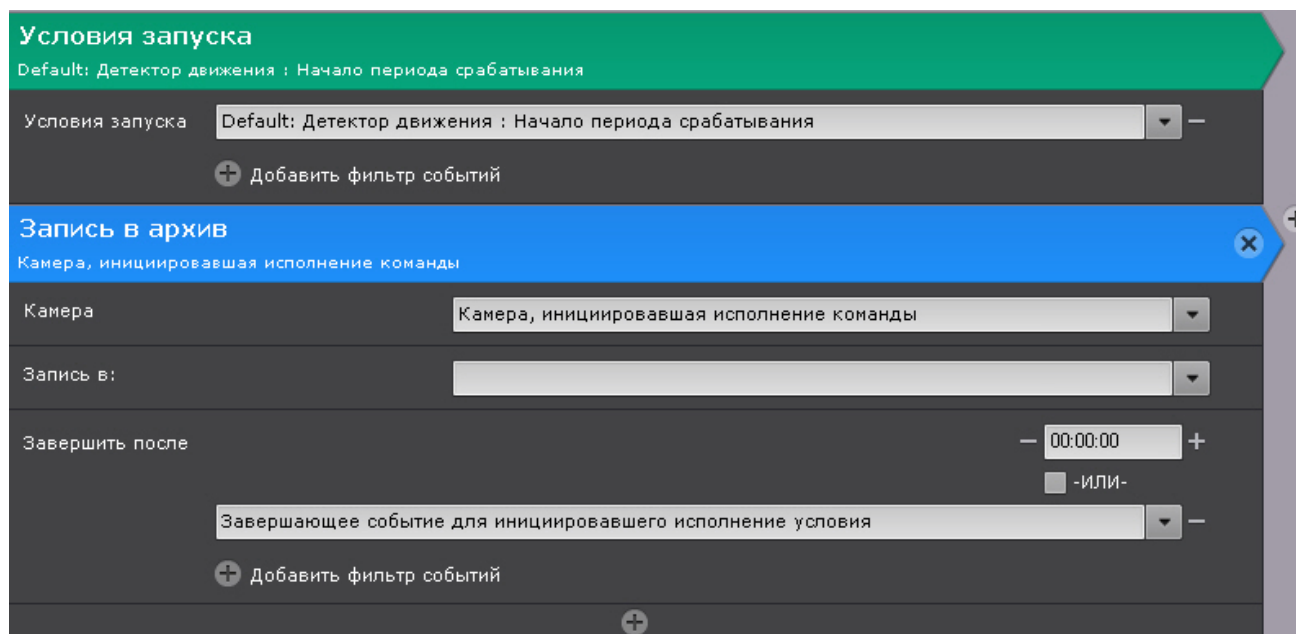 Условия запуска
Default: Детектор движения : Начало периода срабатывания
Условия запуска Default: Детектор движения : Начало периода срабатывания
Добавить фильтр событий
Запись в архив
Камера, инициировавшая исполнение команды
Камера Камера, инициировавшая исполнение команды
Запись в:
Завершить после 00:00:00
-ИЛИ-
Завершающее событие для инициировавшего исполнение условия
Добавить фильтр событий